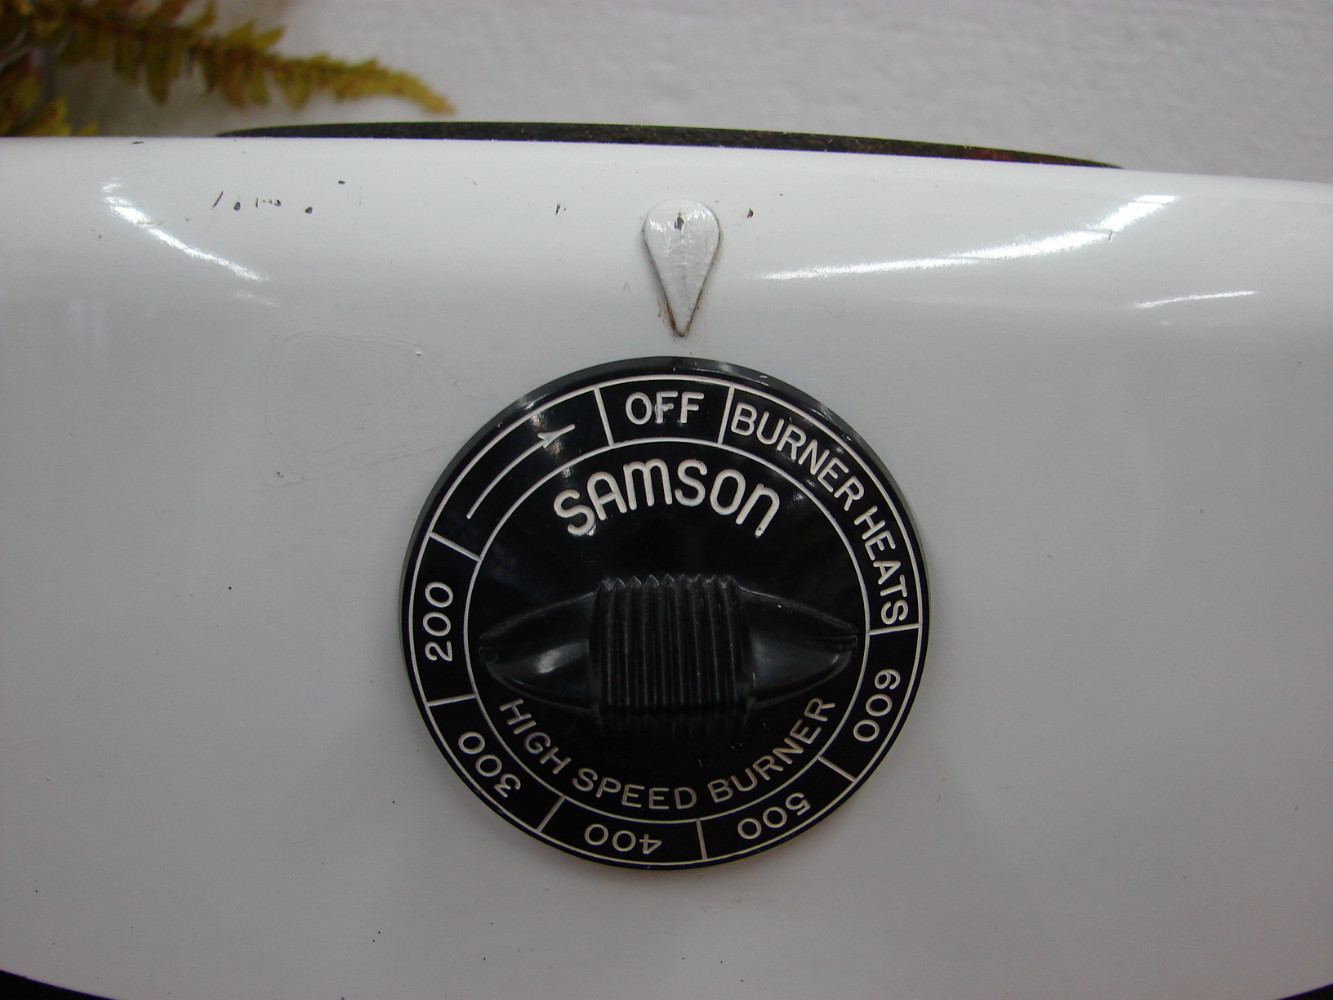 OFF
BURNER HEATS
600
500
400
300
200
SAMSON
HIGH SPEED BURNER